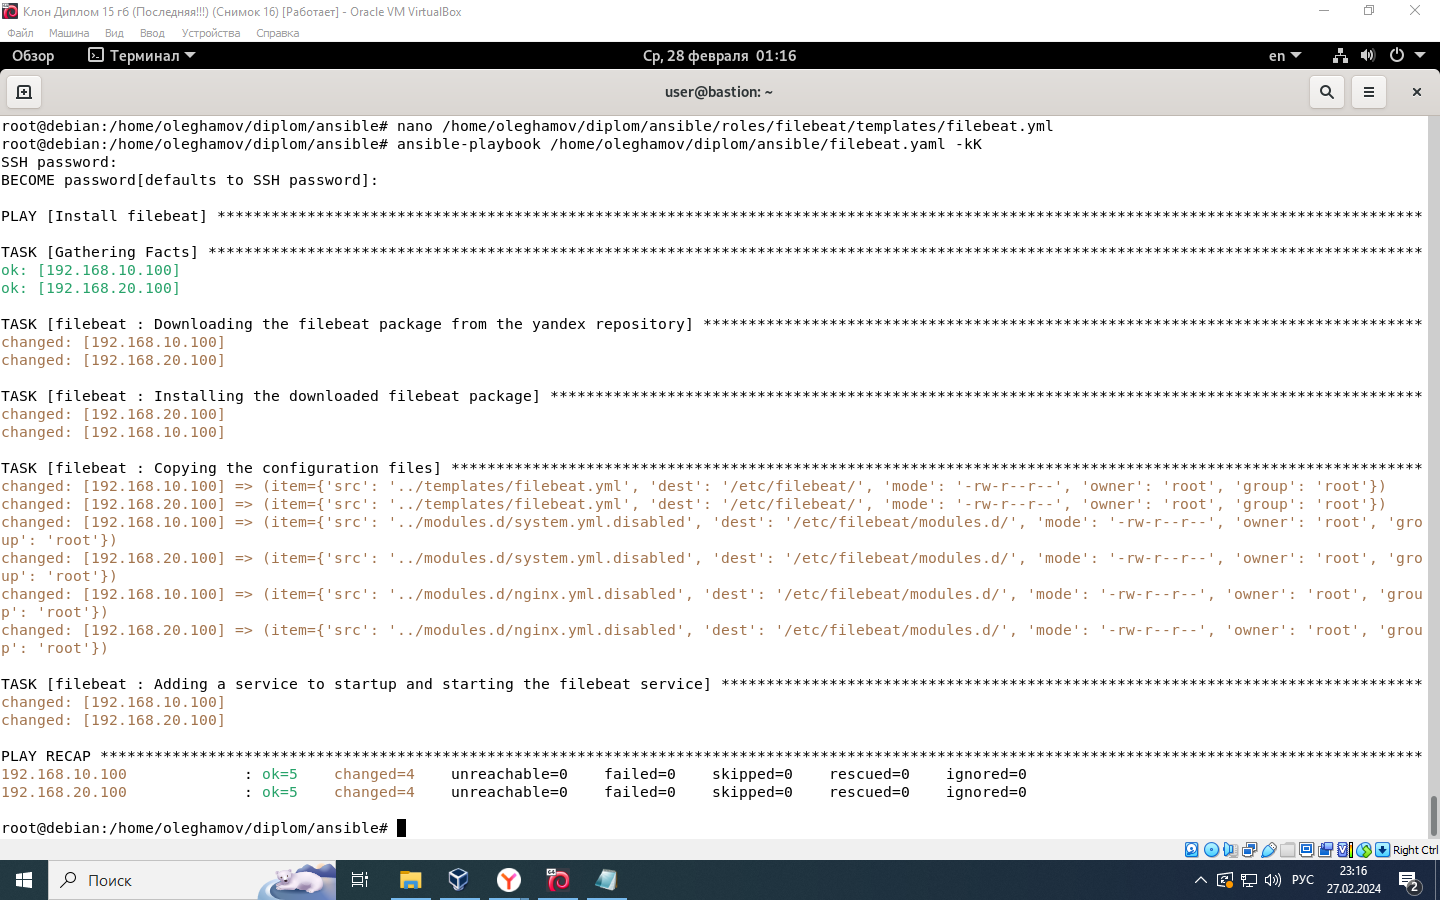 Клон Диплом 15 гб (Последняя!!!) (Снимок 16) [Работает] - Oracle VM VirtualBox
Файл Машина Вид Ввод Устройства Справка
Обзор Терминал Ср, 28 февраля 01:16 en
user@bastion: ~
root@debian:/home/oleghamov/diplom/ansible# nano /home/oleghamov/diplom/ansible/roles/filebeat/templates/filebeat.yml
root@debian:/home/oleghamov/diplom/ansible# ansible-playbook /home/oleghamov/diplom/ansible/filebeat.yaml -kK
SSH password:
BECOME password[defaults to SSH password]:
PLAY [Install filebeat] **************************************************************************************************************************************
TASK [Gathering Facts] ***************************************************************************************************************************************
ok: [192.168.10.100]
ok: [192.168.20.100]
TASK [filebeat : Downloading the filebeat package from the yandex repository] ********************************************************************************
changed: [192.168.10.100]
changed: [192.168.20.100]
TASK [filebeat : Installing the downloaded filebeat package] *************************************************************************************************
changed: [192.168.20.100]
changed: [192.168.10.100]
TASK [filebeat : Copying the configuration files] ************************************************************************************************************
changed: [192.168.10.100] => (item={'src': '../templates/filebeat.yml', 'dest': '/etc/filebeat/', 'mode': '-rw-r--r--', 'owner': 'root', 'group': 'root'})
changed: [192.168.20.100] => (item={'src': '../templates/filebeat.yml', 'dest': '/etc/filebeat/', 'mode': '-rw-r--r--', 'owner': 'root', 'group': 'root'})
changed: [192.168.10.100] => (item={'src': '../modules.d/system.yml.disabled', 'dest': '/etc/filebeat/modules.d/', 'mode': '-rw-r--r--', 'owner': 'root', 'gro
up': 'root'})
changed: [192.168.20.100] => (item={'src': '../modules.d/system.yml.disabled', 'dest': '/etc/filebeat/modules.d/', 'mode': '-rw-r--r--', 'owner': 'root', 'gro
up': 'root'})
changed: [192.168.10.100] => (item={'src': '../modules.d/nginx.yml.disabled', 'dest': '/etc/filebeat/modules.d/', 'mode': '-rw-r--r--', 'owner': 'root', 'grou
p': 'root'})
changed: [192.168.20.100] => (item={'src': '../modules.d/nginx.yml.disabled', 'dest': '/etc/filebeat/modules.d/', 'mode': '-rw-r--r--', 'owner': 'root', 'grou
p': 'root'})
TASK [filebeat : Adding a service to startup and starting the filebeat service] ******************************************************************************
changed: [192.168.10.100]
changed: [192.168.20.100]
PLAY RECAP ***************************************************************************************************************************************************
192.168.10.100 : ok=5 changed=4 unreachable=0 failed=0 skipped=0 rescued=0 ignored=0
192.168.20.100 : ok=5 changed=4 unreachable=0 failed=0 skipped=0 rescued=0 ignored=0
root@debian:/home/oleghamov/diplom/ansible#
Right Ctrl
Поиск РУС 23:16
27.02.2024 2